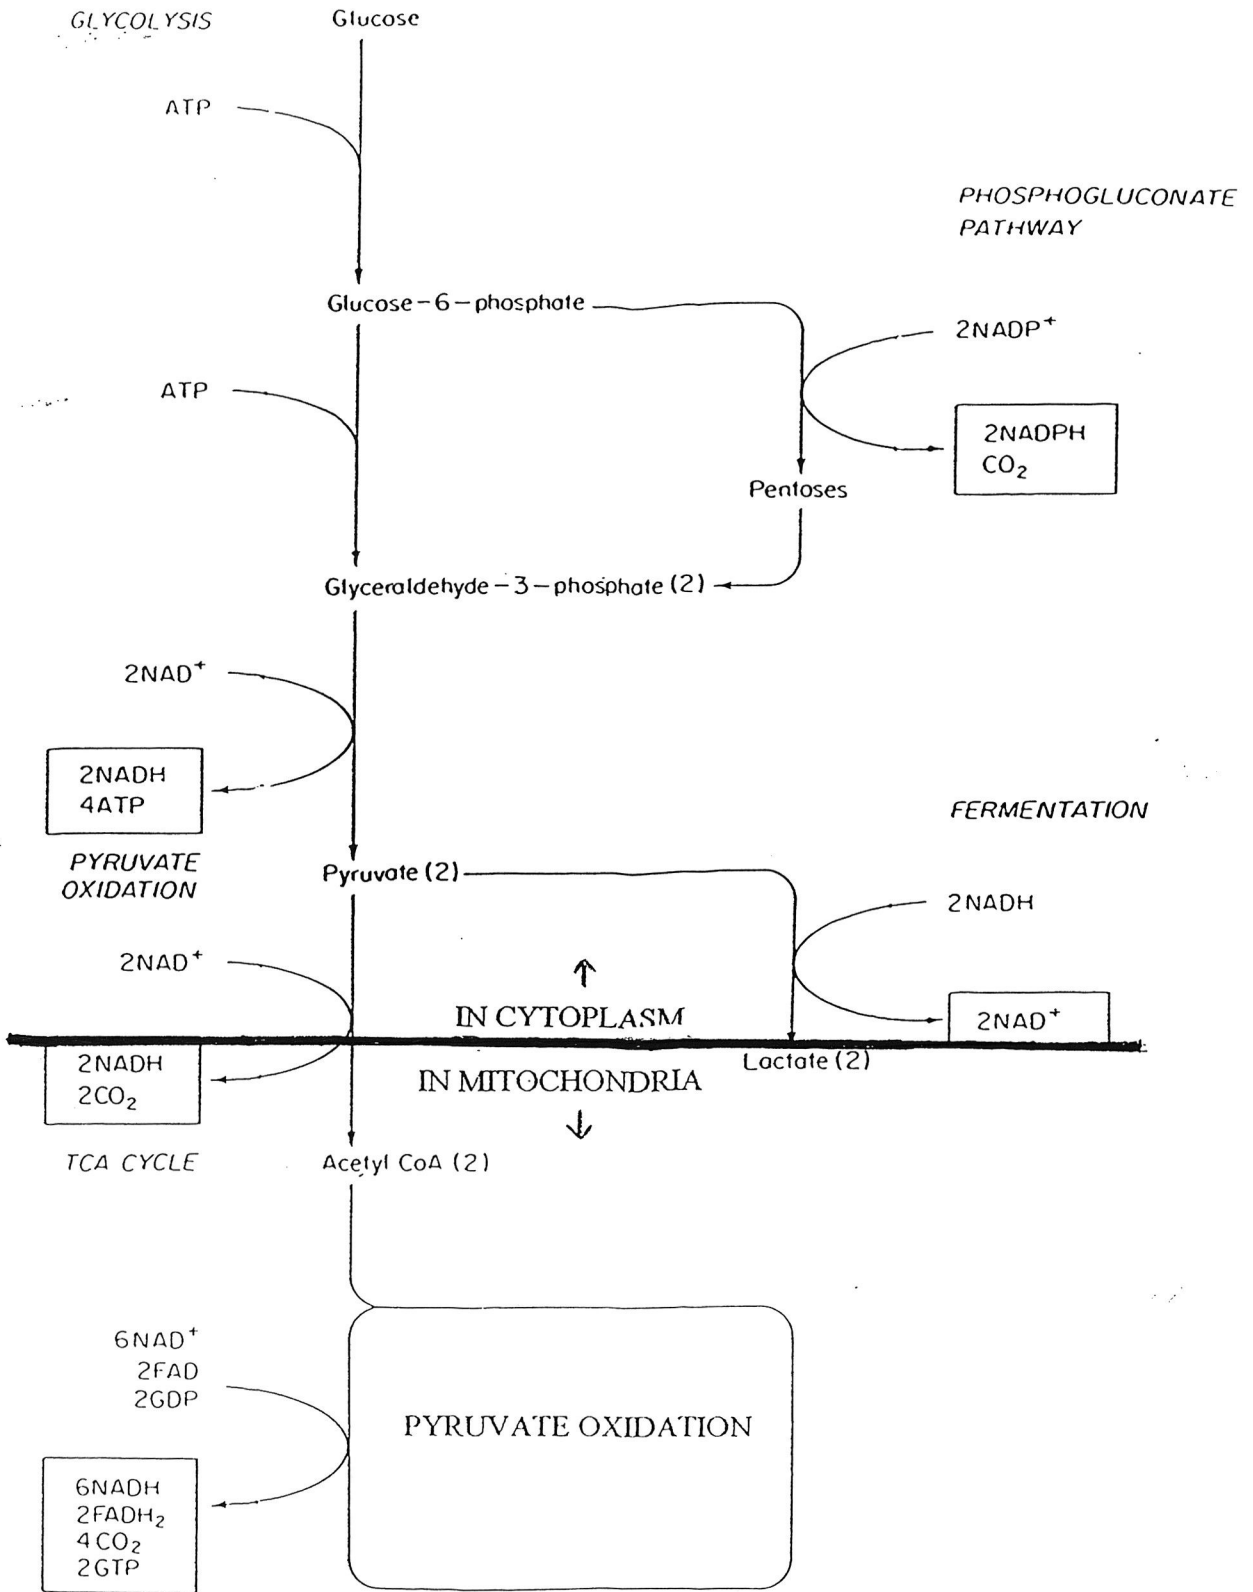 GLYCOLYSIS
Glucose
ATP
PHOSPHOGLUCONATE
PATHWAY
Glucose-6-phosphate
2NADP⁺
ATP
2NADPH
CO₂
Pentoses
Glyceraldehyde-3-phosphate (2)
2NAD⁺
2NADH
4ATP
FERMENTATION
PYRUVATE
OXIDATION
Pyruvate (2)
2NADH
2NAD⁺
IN CYTOPLASM
2NAD⁺
2NADH
2CO₂
IN MITOCHONDRIA
Lactate (2)
TCA CYCLE
Acetyl CoA (2)
6NAD⁺
2FAD
2GDP
PYRUVATE OXIDATION
6NADH
2FADH₂
4CO₂
2GTP